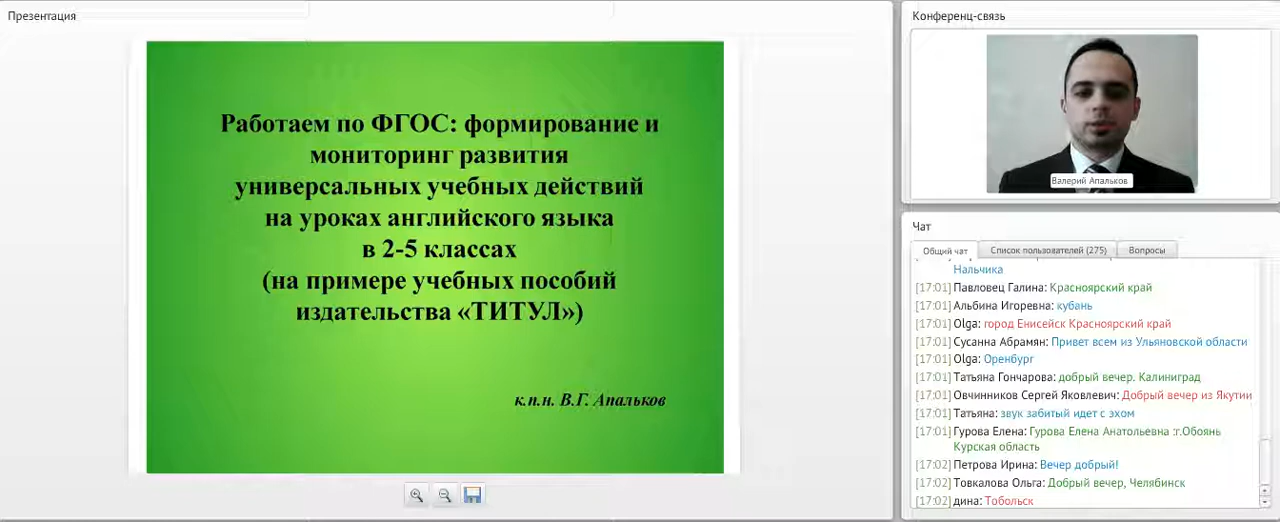 Презентация
Работаем по ФГОС: формирование и
мониторинг развития
универсальных учебных действий
на уроках английского языка
в 2-5 классах
(на примере учебных пособий
издательства «ТИТУЛ»)
к.п.н. В.Г. Апальков
Конференц-связь
Валерий Апальков
Чат
Общий чат Список пользователей (275) Вопросы
Нальчика
[17:01] Павловец Галина: Красноярский край
[17:01] Альбина Игоревна: кубань
[17:01] Olga: город Енисейск Красноярский край
[17:01] Сусанна Абрамян: Привет всем из Ульяновской области
[17:01] Olga: Оренбург
[17:01] Татьяна Гончарова: добрый вечер. Калиниград
[17:01] Овчинников Сергей Яковлевич: Добрый вечер из Якутии
[17:01] Татьяна: звук забитый идет с эхом
[17:01] Гурова Елена: Гурова Елена Анатольевна :г.Обоянь
Курская область
[17:02] Петрова Ирина: Вечер добрый!
[17:02] Товкалова Ольга: Добрый вечер, Челябинск
[17:02] дина: Тобольск